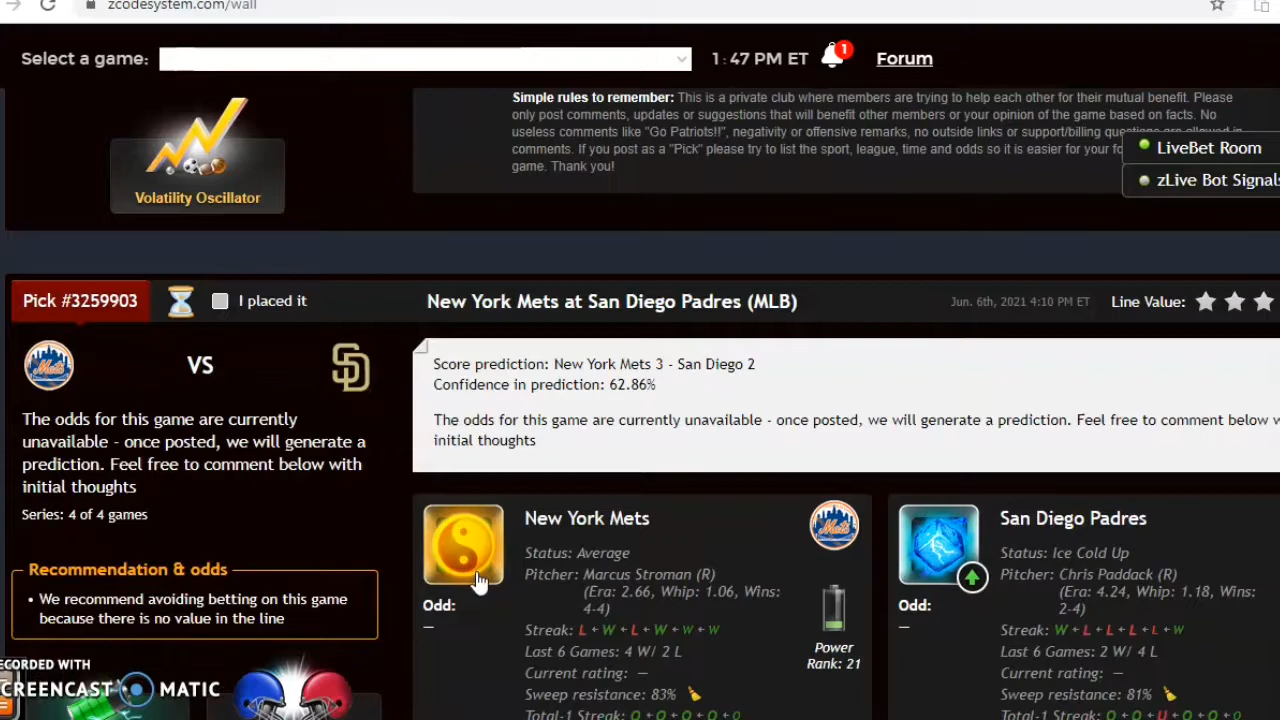 zcodesystem.com/wall
Select a game:
1:47 PM ET
1
Forum
Simple rules to remember: This is a private club where members are trying to help each other for their mutual benefit. Please
only post comments, updates or suggestions that will benefit other members or your opinion of the game based on facts. No
useless comments like "Go Patriots!!", negativity or offensive remarks, no outside links or support/billing questions are allowed in
comments. If you post as a "Pick" please try to list the sport, league, time and odds so it is easier for your
game. Thank you!
LiveBet Room
zLive Bot Signals
Volatility Oscillator
Pick #3259903
I placed it
New York Mets at San Diego Padres (MLB)
Jun. 6th, 2021 4:10 PM ET
Line Value:
Mets
VS
SD
The odds for this game are currently
unavailable - once posted, we will generate a
prediction. Feel free to comment below with
initial thoughts
Series: 4 of 4 games
Score prediction: New York Mets 3 - San Diego 2
Confidence in prediction: 62.86%
The odds for this game are currently unavailable - once posted, we will generate a prediction. Feel free to comment below
initial thoughts
Recommendation & odds
• We recommend avoiding betting on this game
because there is no value in the line
New York Mets
Mets
Status: Average
Pitcher: Marcus Stroman (R)
(Era: 2.66, Whip: 1.06, Wins:
4-4)
Odd:
—
Streak: L W L W W W
Last 6 Games: 4 W/ 2 L
Current rating: —
Sweep resistance: 83%
Total-1 Streak: O O O O O
Power
Rank: 21
San Diego Padres
Status: Ice Cold Up
Pitcher: Chris Paddack (R)
(Era: 4.24, Whip: 1.18, Wins:
2-4)
Odd:
—
Streak: W L L L L W
Last 6 Games: 2 W/ 4 L
Current rating: —
Sweep resistance: 81%
Total-1 Streak: O O U O O O
RECORDED WITH
SCREENCAST MATIC